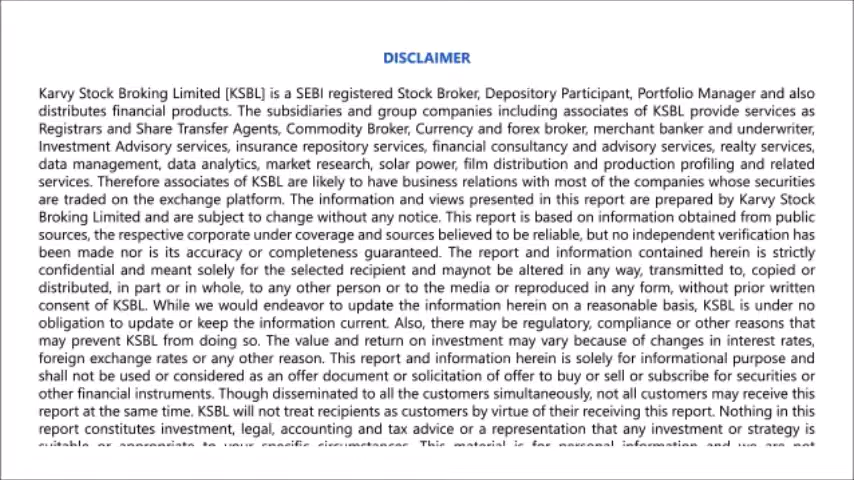 DISCLAIMER
Karvy Stock Broking Limited [KSBL] is a SEBI registered Stock Broker, Depository Participant, Portfolio Manager and also
distributes financial products. The subsidiaries and group companies including associates of KSBL provide services as
Registrars and Share Transfer Agents, Commodity Broker, Currency and forex broker, merchant banker and underwriter,
Investment Advisory services, insurance repository services, financial consultancy and advisory services, realty services,
data management, data analytics, market research, solar power, film distribution and production profiling and related
services. Therefore associates of KSBL are likely to have business relations with most of the companies whose securities
are traded on the exchange platform. The information and views presented in this report are prepared by Karvy Stock
Broking Limited and are subject to change without any notice. This report is based on information obtained from public
sources, the respective corporate under coverage and sources believed to be reliable, but no independent verification has
been made nor is its accuracy or completeness guaranteed. The report and information contained herein is strictly
confidential and meant solely for the selected recipient and maynot be altered in any way, transmitted to, copied or
distributed, in part or in whole, to any other person or to the media or reproduced in any form, without prior written
consent of KSBL. While we would endeavor to update the information herein on a reasonable basis, KSBL is under no
obligation to update or keep the information current. Also, there may be regulatory, compliance or other reasons that
may prevent KSBL from doing so. The value and return on investment may vary because of changes in interest rates,
foreign exchange rates or any other reason. This report and information herein is solely for informational purpose and
shall not be used or considered as an offer document or solicitation of offer to buy or sell or subscribe for securities or
other financial instruments. Though disseminated to all the customers simultaneously, not all customers may receive this
report at the same time. KSBL will not treat recipients as customers by virtue of their receiving this report. Nothing in this
report constitutes investment, legal, accounting and tax advice or a representation that any investment or strategy is
suitable or appropriate to your specific circumstances. This material is for personal information and we are not